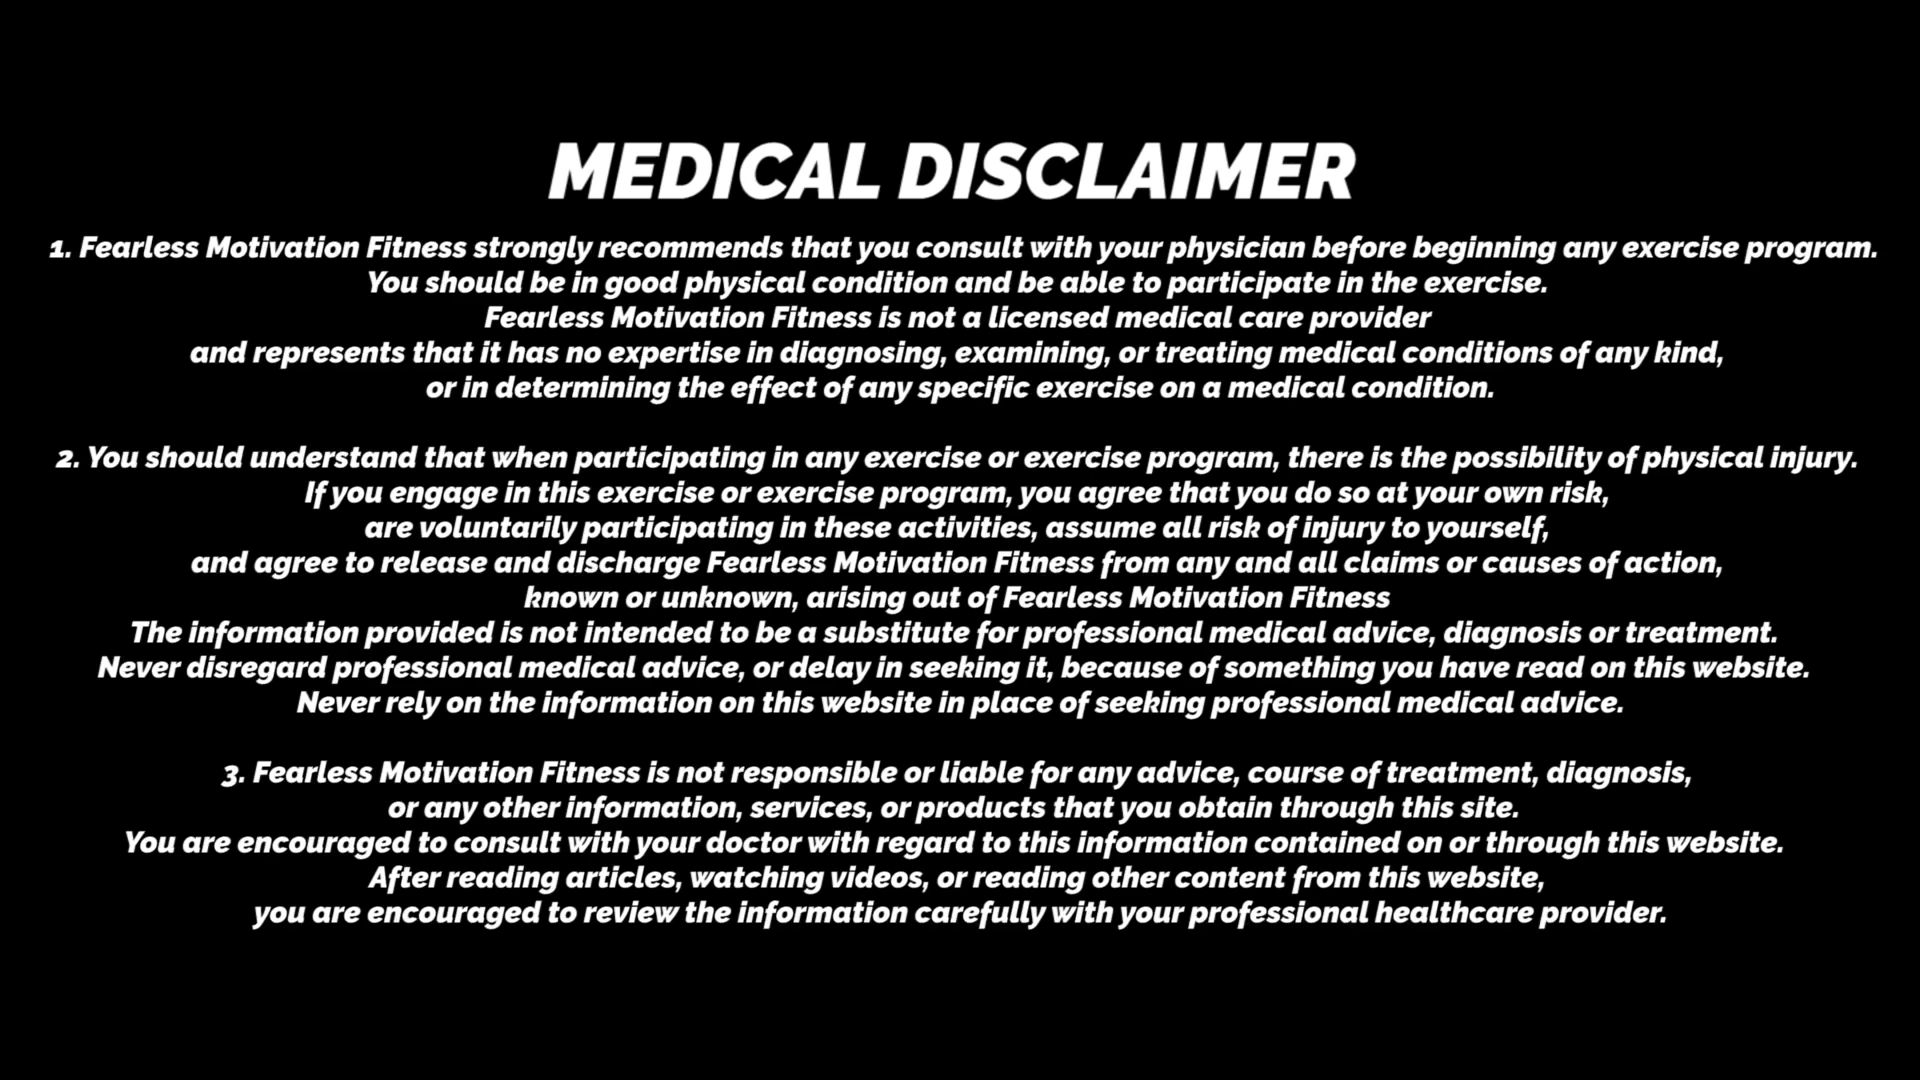 MEDICAL DISCLAIMER
1. Fearless Motivation Fitness strongly recommends that you consult with your physician before beginning any exercise program.
You should be in good physical condition and be able to participate in the exercise.
Fearless Motivation Fitness is not a licensed medical care provider
and represents that it has no expertise in diagnosing, examining, or treating medical conditions of any kind,
or in determining the effect of any specific exercise on a medical condition.
2. You should understand that when participating in any exercise or exercise program, there is the possibility of physical injury.
If you engage in this exercise or exercise program, you agree that you do so at your own risk,
are voluntarily participating in these activities, assume all risk of injury to yourself,
and agree to release and discharge Fearless Motivation Fitness from any and all claims or causes of action,
known or unknown, arising out of Fearless Motivation Fitness
The information provided is not intended to be a substitute for professional medical advice, diagnosis or treatment.
Never disregard professional medical advice, or delay in seeking it, because of something you have read on this website.
Never rely on the information on this website in place of seeking professional medical advice.
3. Fearless Motivation Fitness is not responsible or liable for any advice, course of treatment, diagnosis,
or any other information, services, or products that you obtain through this site.
You are encouraged to consult with your doctor with regard to this information contained on or through this website.
After reading articles, watching videos, or reading other content from this website,
you are encouraged to review the information carefully with your professional healthcare provider.